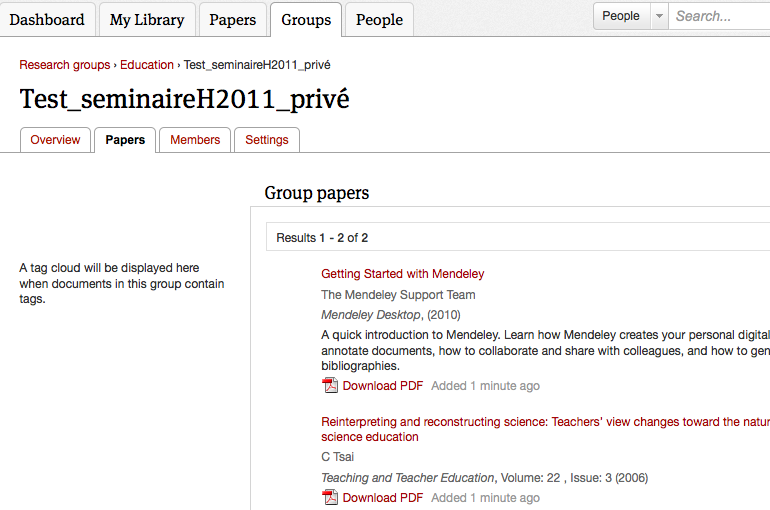 Dashboard My Library Papers Groups People People Search...
Research groups › Education › Test_seminaireH2011_privé
Test_seminaireH2011_privé
Overview Papers Members Settings
Group papers
Results 1 - 2 of 2
A tag cloud will be displayed here
when documents in this group contain
tags.
Getting Started with Mendeley
The Mendeley Support Team
Mendeley Desktop, (2010)
A quick introduction to Mendeley. Learn how Mendeley creates your personal digital
annotate documents, how to collaborate and share with colleagues, and how to gen
bibliographies.
Download PDF Added 1 minute ago
Reinterpreting and reconstructing science: Teachers' view changes toward the natur
science education
C Tsai
Teaching and Teacher Education, Volume: 22 , Issue: 3 (2006)
Download PDF Added 1 minute ago